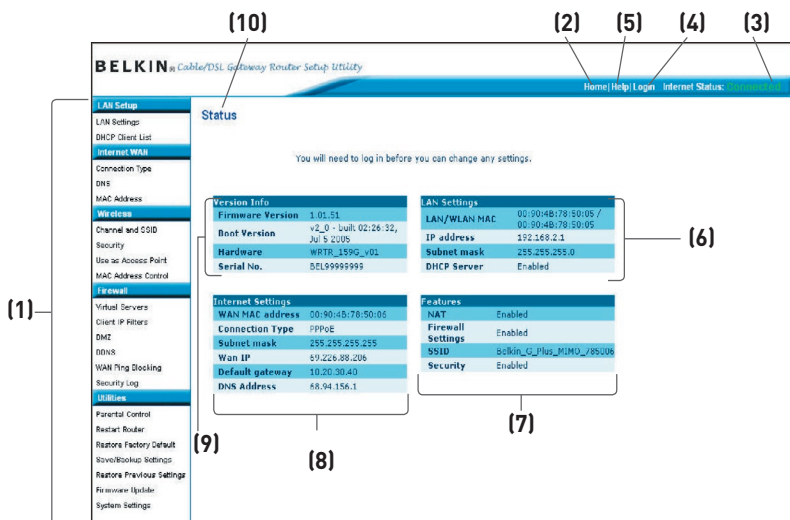 (10)
(2)
(5)
(4)
(3)
BELKIN® Cable/DSL Gateway Router Setup Utility
Home|Help|Login Internet Status: Connected
(1)
LAN Setup
LAN Settings
DHCP Client List
Internet WAN
Connection Type
DNS
MAC Address
Wireless
Channel and SSID
Security
Use as Access Point
MAC Address Control
Firewall
Virtual Servers
Client IP Filters
DMZ
DDNS
WAN Ping Blocking
Security Log
Utilities
Parental Control
Restart Router
Restore Factory Default
Save/Backup Settings
Restore Previous Settings
Firmware Update
System Settings
Status
You will need to log in before you can change any settings.
Version Info
Firmware Version 1.01.51
Boot Version v2_0 - built 02:26:32,
Jul 5 2005
Hardware WRTR_159G_v01
Serial No. BEL99999999
(9)
LAN Settings
LAN/WLAN MAC 00:90:4B:78:50:05 /
00:90:4B:78:50:05
IP address 192.168.2.1
Subnet mask 255.255.255.0
DHCP Server Enabled
(6)
Internet Settings
WAN MAC address 00:90:4B:78:50:06
Connection Type PPPoE
Subnet mask 255.255.255.255
Wan IP 69.226.88.206
Default gateway 10.20.30.40
DNS Address 68.94.156.1
(8)
Features
NAT Enabled
Firewall
Settings Enabled
SSID Belkin_G_Plus_MIMO_785006
Security Enabled
(7)